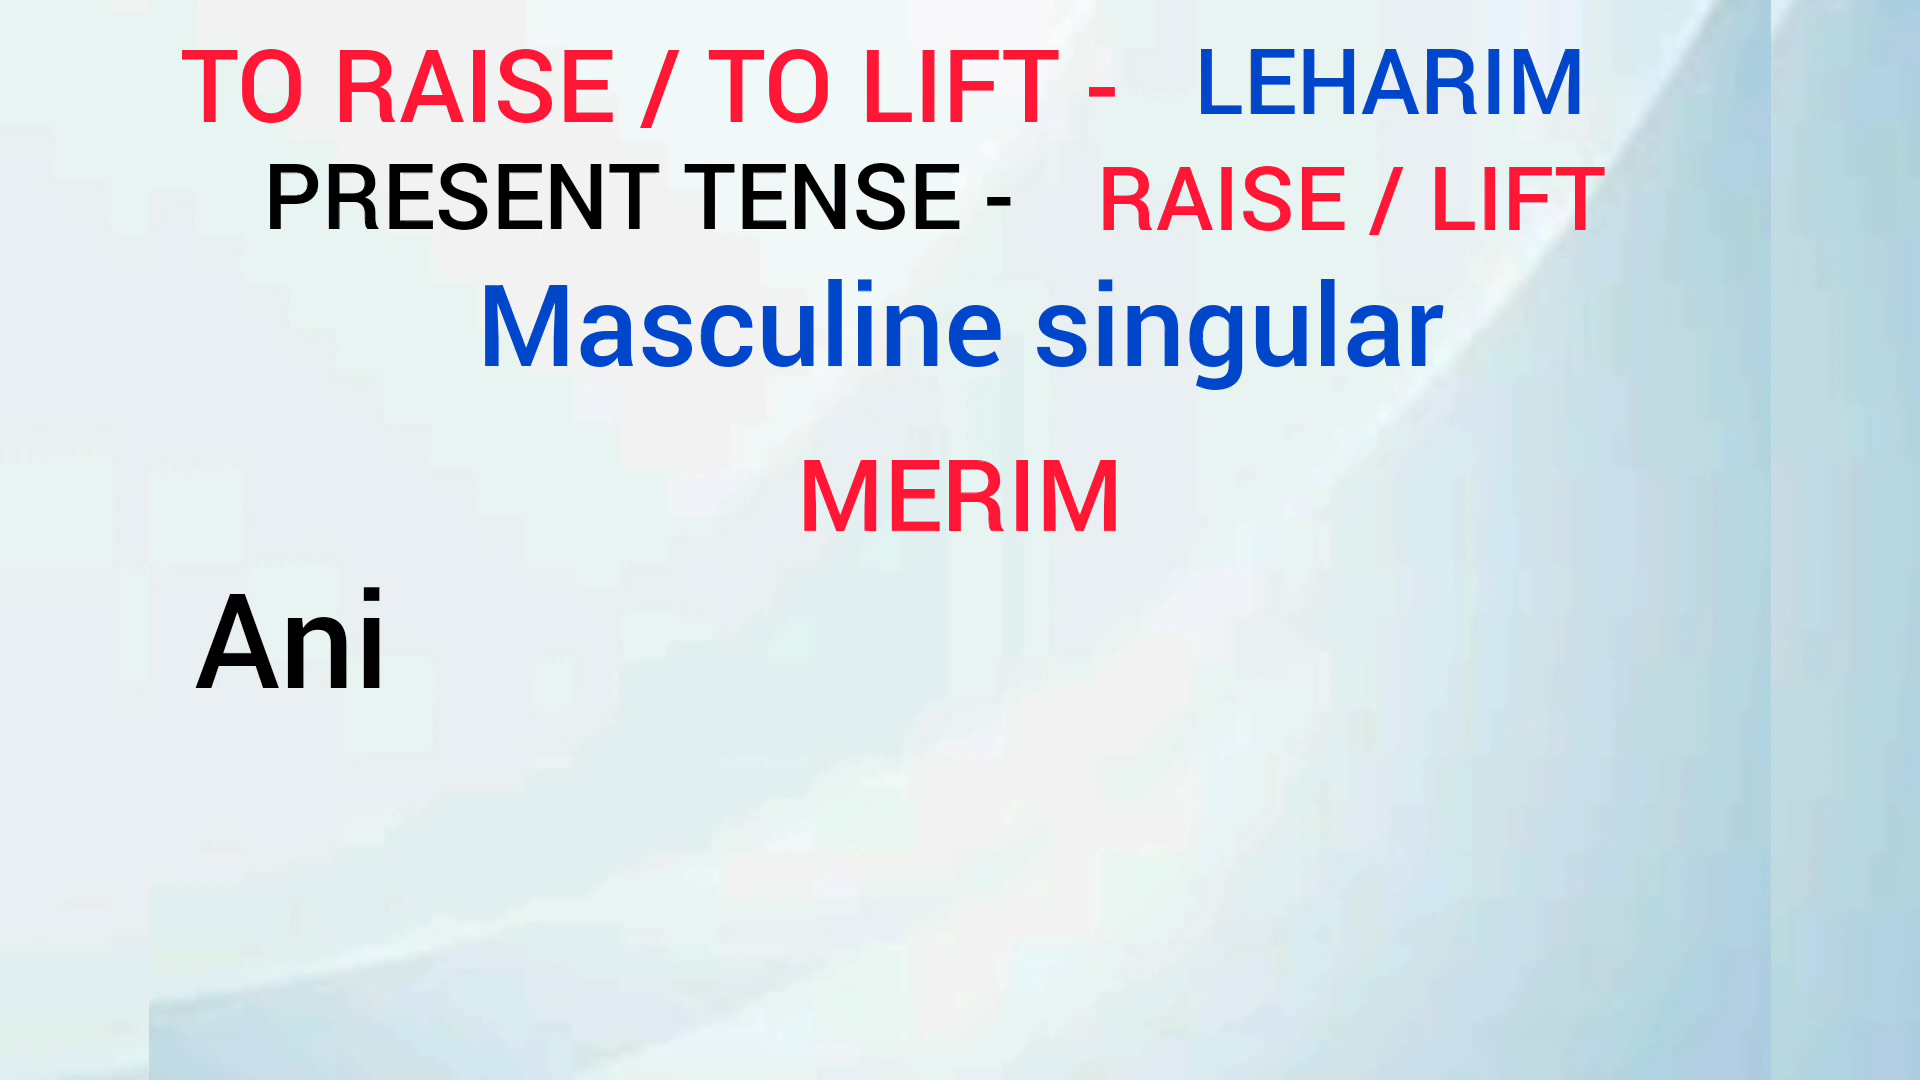 TO RAISE / TO LIFT - LEHARIM
PRESENT TENSE - RAISE / LIFT
Masculine singular
MERIM
Ani